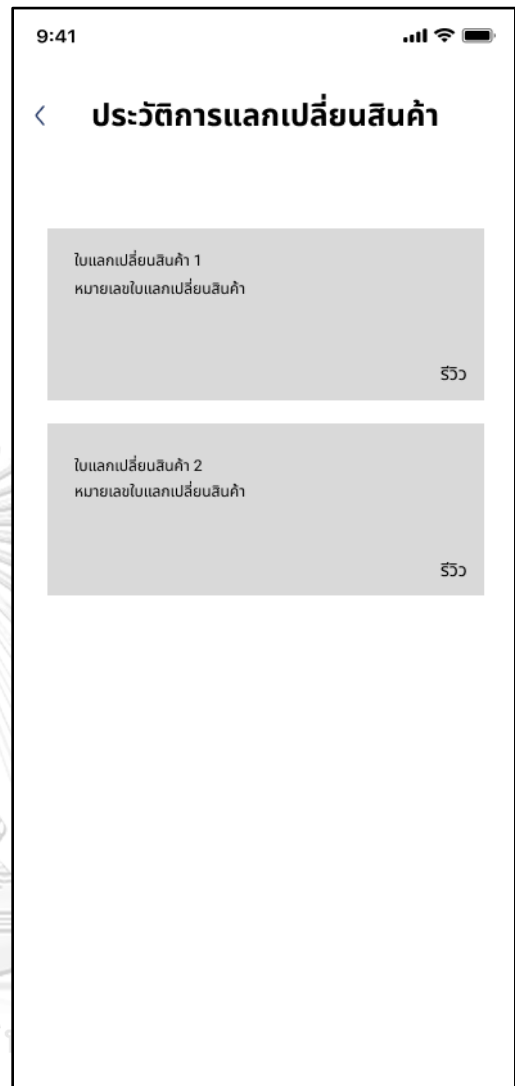 9:41
ประวัติการแลกเปลี่ยนสินค้า
ใบแลกเปลี่ยนสินค้า 1
หมายเลขใบแลกเปลี่ยนสินค้า
รีวิว
ใบแลกเปลี่ยนสินค้า 2
หมายเลขใบแลกเปลี่ยนสินค้า
รีวิว